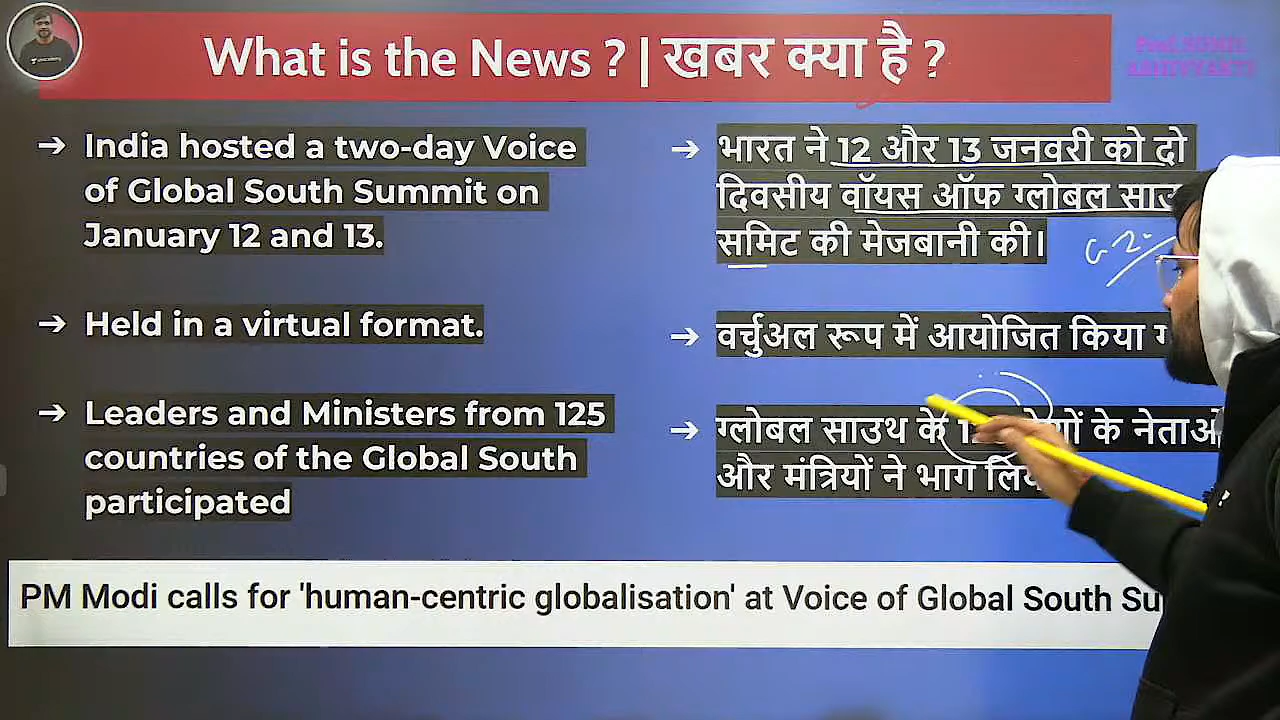 What is the News ? | खबर क्या है ?
→ India hosted a two-day Voice
of Global South Summit on
January 12 and 13.
→ Held in a virtual format.
→ Leaders and Ministers from 125
countries of the Global South
participated
→ भारत ने 12 और 13 जनवरी को दो
दिवसीय वॉयस ऑफ ग्लोबल
समिट की मेजबानी की।
→ वर्चुअल रूप में आयोजित किया
→ ग्लोबल साउथ के के
और मंत्रियों ने भाग
PM Modi calls for 'human-centric globalisation' at Voice of Global South